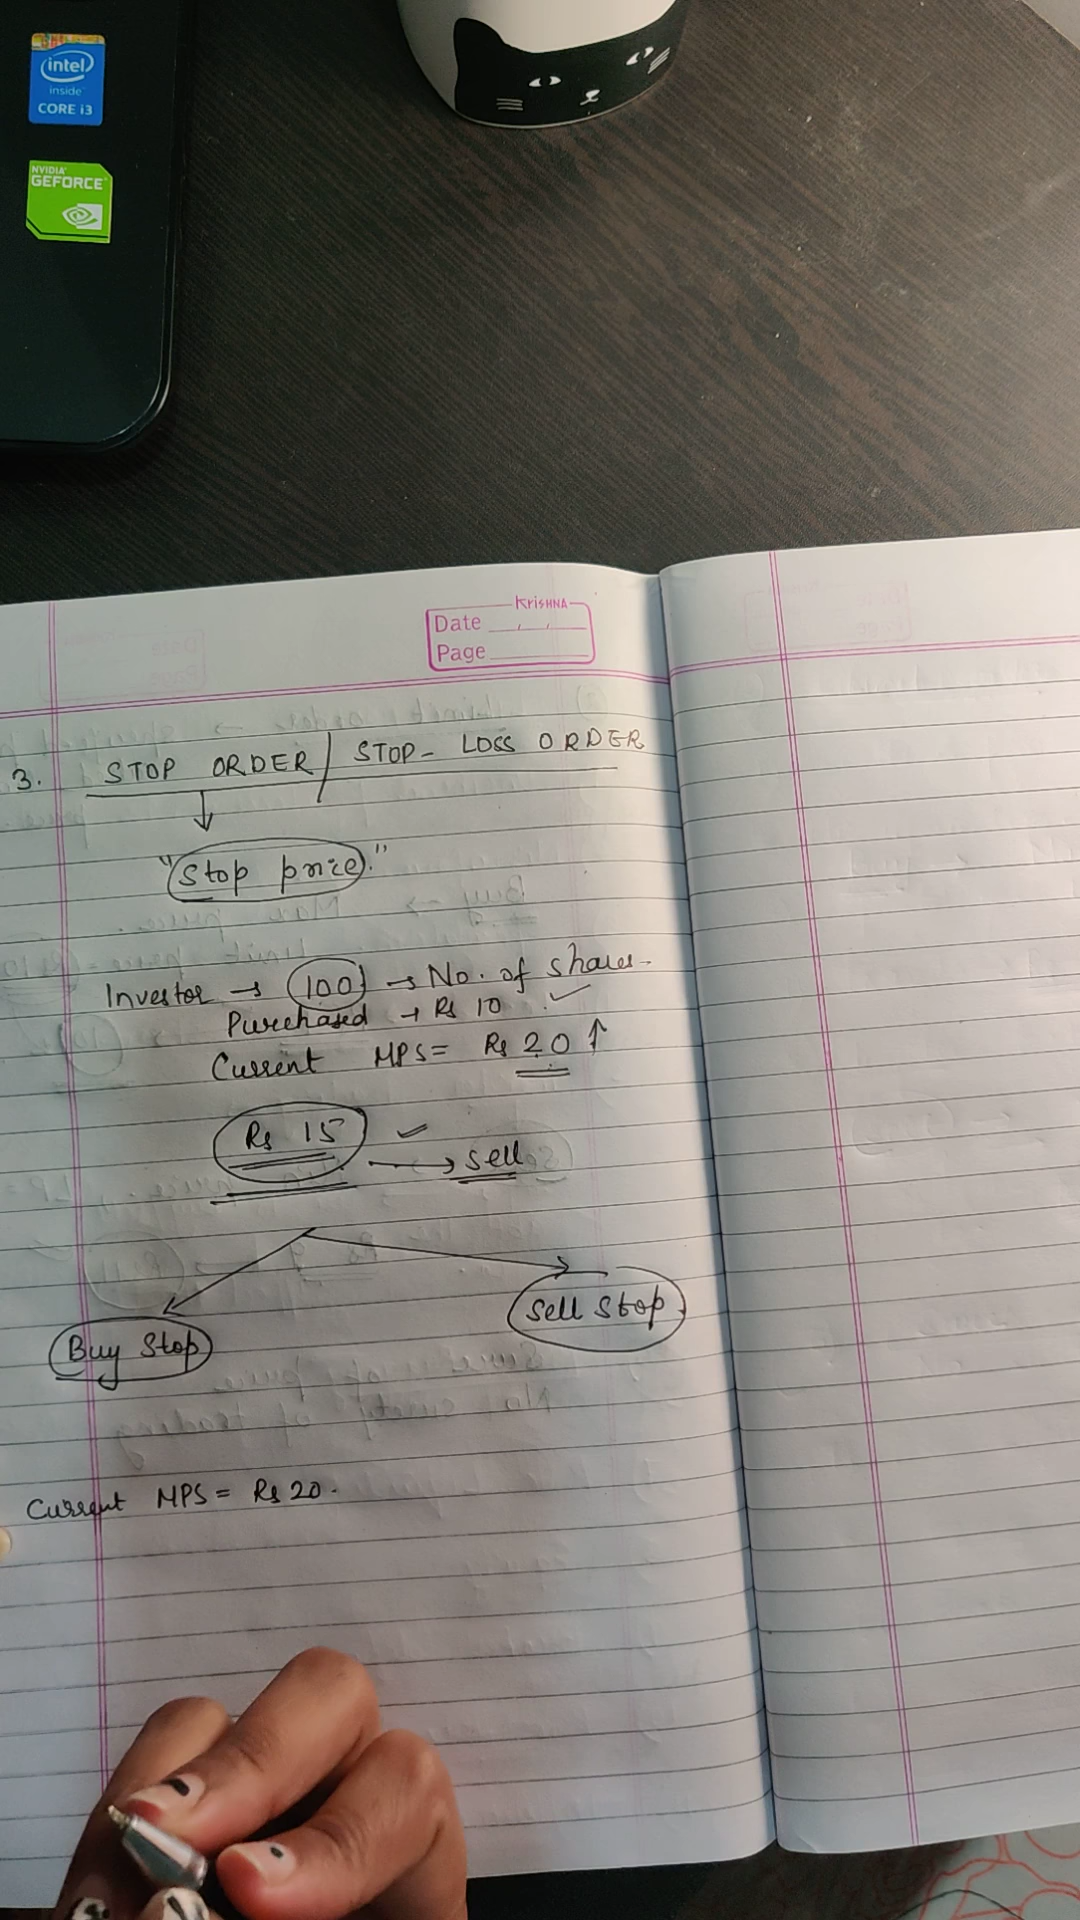 intel
inside
CORE i3
NVIDIA
GEFORCE
KRISHNA
Date
Page
3. STOP ORDER / STOP- LOSS ORDER
"Stop price."
Investor → 100 → No. of shares.
Purchased → Rs 10
Current MPS = Rs 20 ↑
Rs 15 → sell
Buy Stop
Sell Stop
Current MPS = Rs 20.